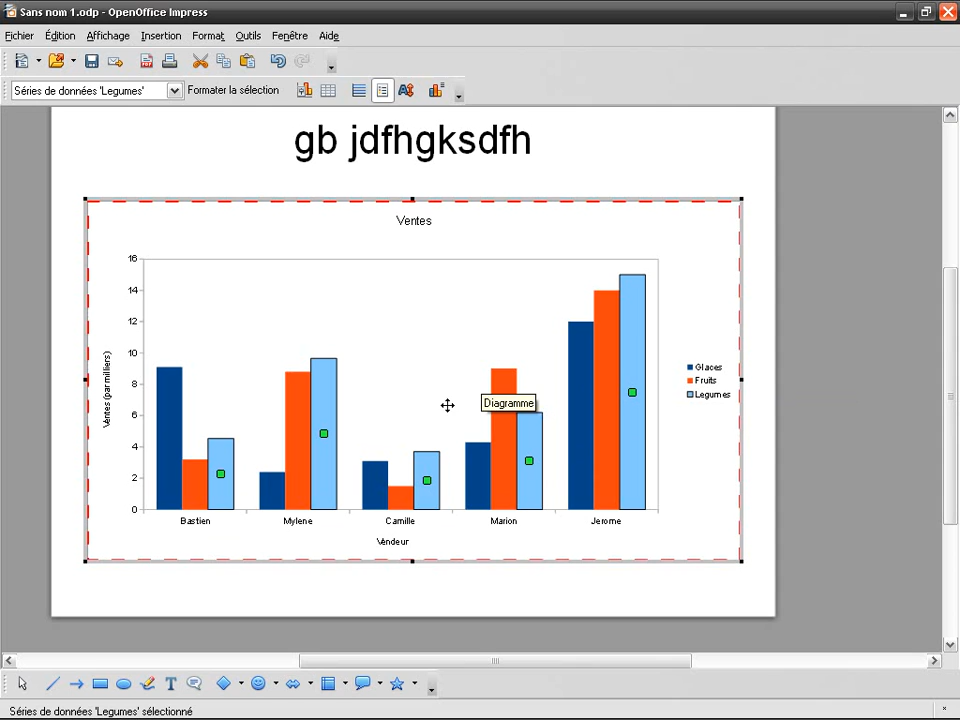 Sans nom 1.odp - OpenOffice Impress
Fichier Édition Affichage Insertion Format Outils Fenêtre Aide
Séries de données 'Legumes' Formater la sélection
gb jdfhgksdfh
Ventes
16
14
12
10
8
6
4
2
0
Ventes (par milliers)
Diagramme
Glaces
Fruits
Legumes
Bastien Mylene Camille Marion Jerome
Vendeur
Séries de données 'Legumes' sélectionné